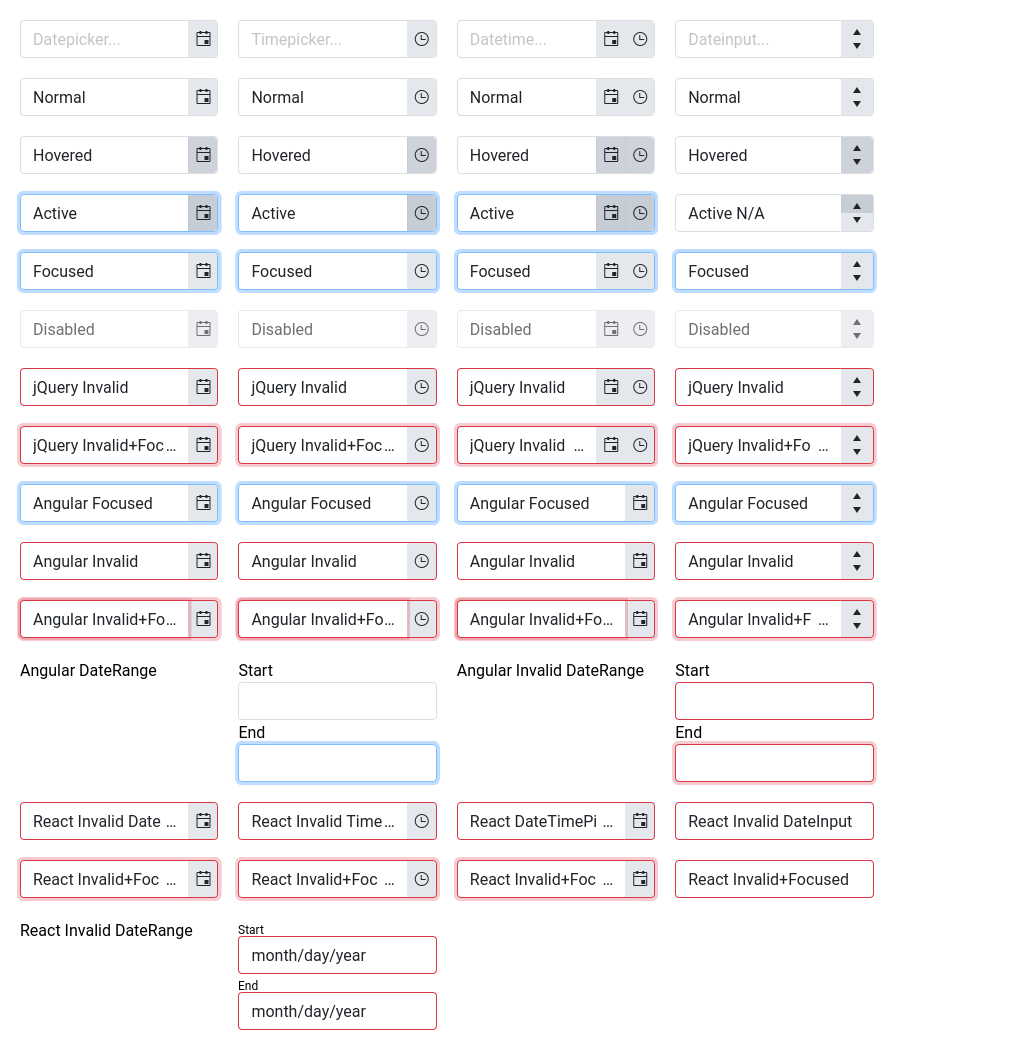 Datepicker... Timepicker... Datetime... Dateinput...
Normal Normal Normal Normal
Hovered Hovered Hovered Hovered
Active Active Active Active N/A
Focused Focused Focused Focused
Disabled Disabled Disabled Disabled
jQuery Invalid jQuery Invalid jQuery Invalid jQuery Invalid
jQuery Invalid+Foc... jQuery Invalid+Foc... jQuery Invalid ... jQuery Invalid+Fo ...
Angular Focused Angular Focused Angular Focused Angular Focused
Angular Invalid Angular Invalid Angular Invalid Angular Invalid
Angular Invalid+Fo... Angular Invalid+Fo... Angular Invalid+Fo... Angular Invalid+F ...
Angular DateRange Start Angular Invalid DateRange Start
End End
React Invalid Date ... React Invalid Time... React DateTimePi ... React Invalid DateInput
React Invalid+Foc ... React Invalid+Foc ... React Invalid+Foc ... React Invalid+Focused
React Invalid DateRange Start
month/day/year
End
month/day/year